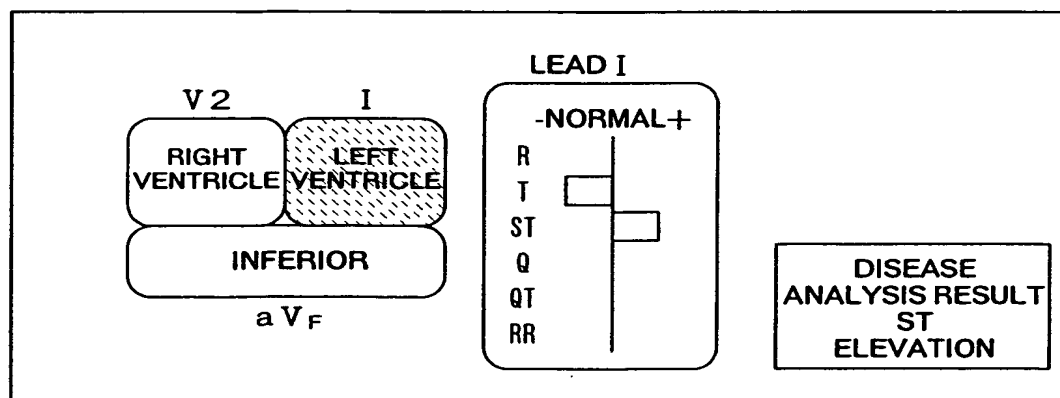 LEAD I
V2 I
-NORMAL+
RIGHT
VENTRICLE
LEFT
VENTRICLE
INFERIOR
aVF
R
T
ST
Q
QT
RR
DISEASE
ANALYSIS RESULT
ST
ELEVATION